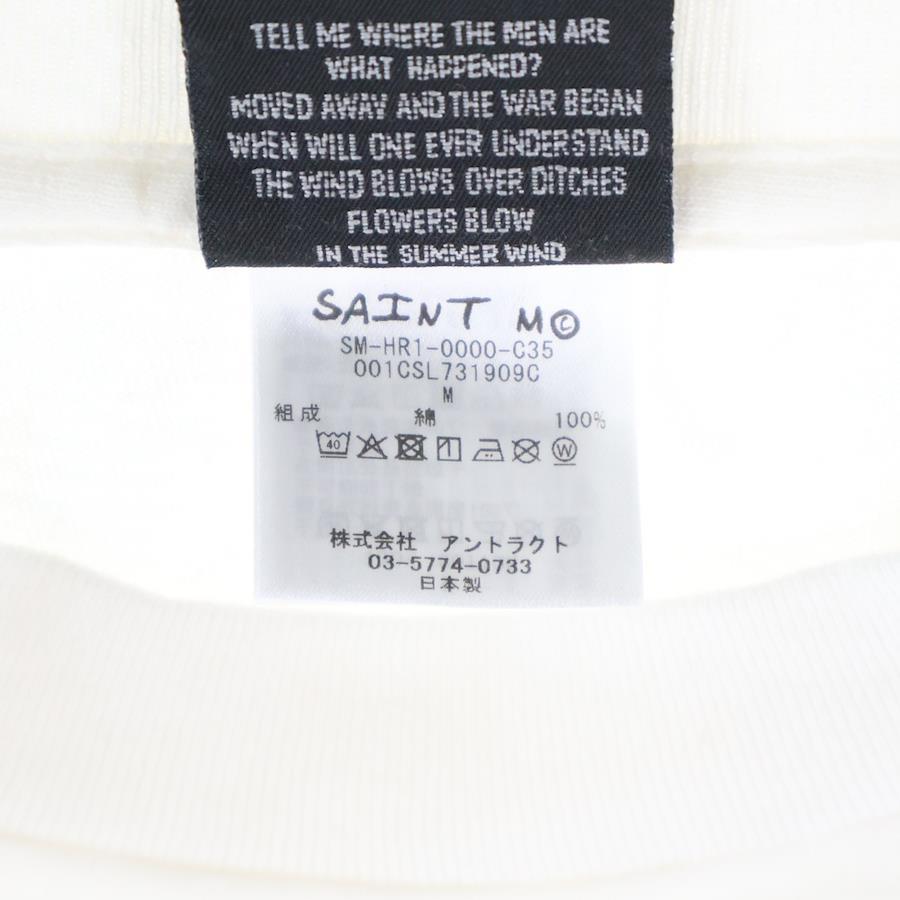 TELL ME WHERE THE MEN ARE
WHAT HAPPENED?
MOVED AWAY AND THE WAR BEGAN
WHEN WILL ONE EVER UNDERSTAND
THE WIND BLOWS OVER DITCHES
FLOWERS BLOW
IN THE SUMMER WIND
SAINT M©
SM-HR1-0000-C35
001CSL731909C
M
組成 綿 100%
40 W
株式会社 アントラクト
03-5774-0733
日本製